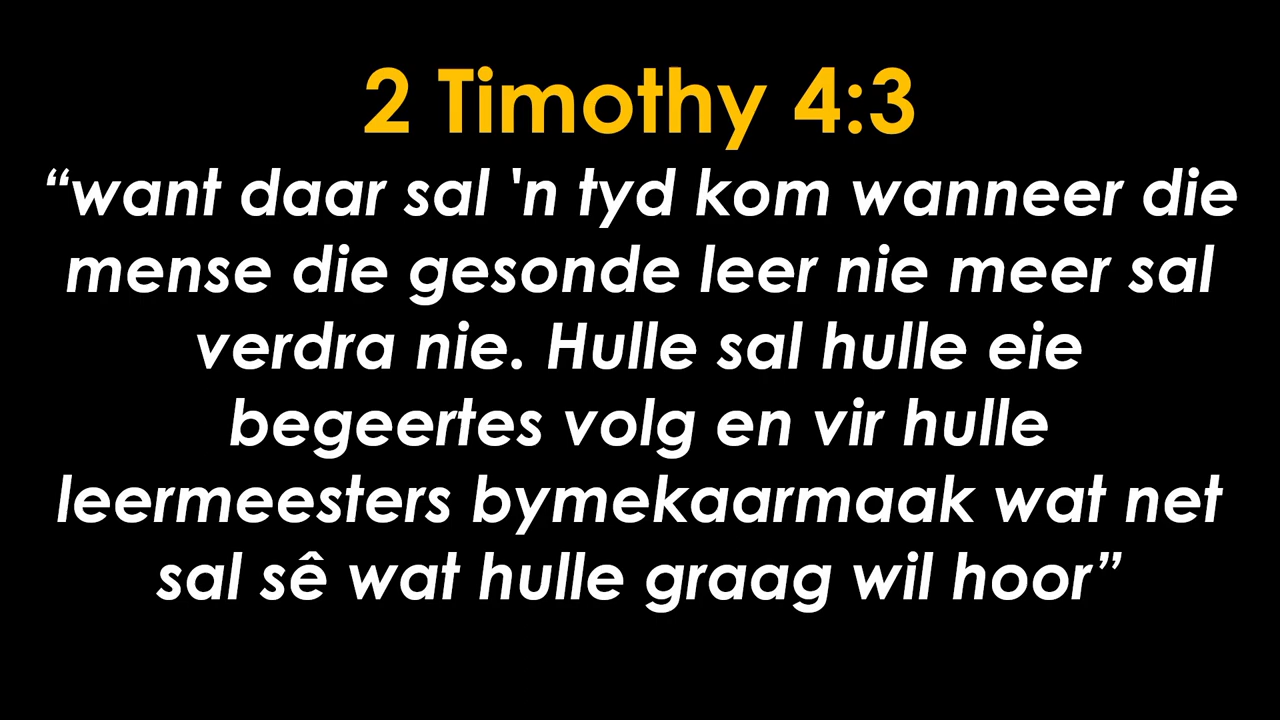 2 Timothy 4:3
“want daar sal 'n tyd kom wanneer die
mense die gesonde leer nie meer sal
verdra nie. Hulle sal hulle eie
begeertes volg en vir hulle
leermeesters bymekaarmaak wat net
sal sê wat hulle graag wil hoor”